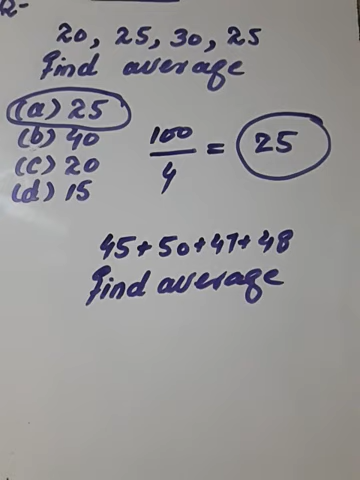 Q-
20, 25, 30, 25
find average
(a) 25
(b) 40
(c) 20
(d) 15
100
4
= 25
45+50+47+48
find average